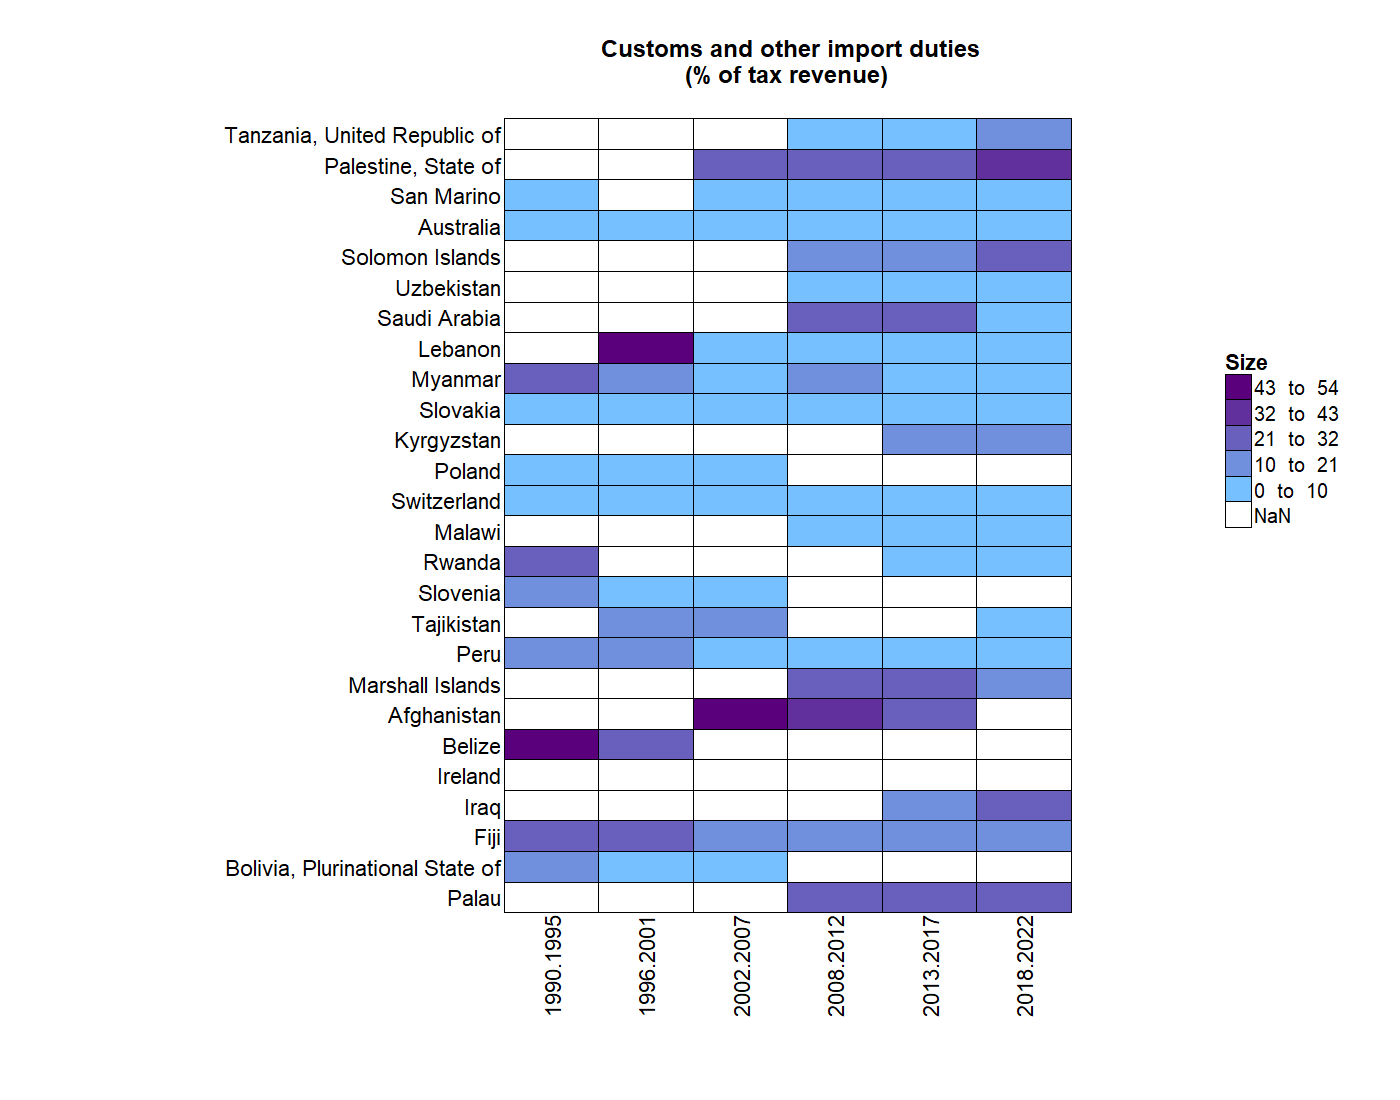 Customs and other import duties
(% of tax revenue)
Tanzania, United Republic of
Palestine, State of
San Marino
Australia
Solomon Islands
Uzbekistan
Saudi Arabia
Lebanon
Myanmar
Slovakia
Kyrgyzstan
Poland
Switzerland
Malawi
Rwanda
Slovenia
Tajikistan
Peru
Marshall Islands
Afghanistan
Belize
Ireland
Iraq
Fiji
Bolivia, Plurinational State of
Palau
1990.1995
1996.2001
2002.2007
2008.2012
2013.2017
2018.2022
Size
43 to 54
32 to 43
21 to 32
10 to 21
0 to 10
NaN